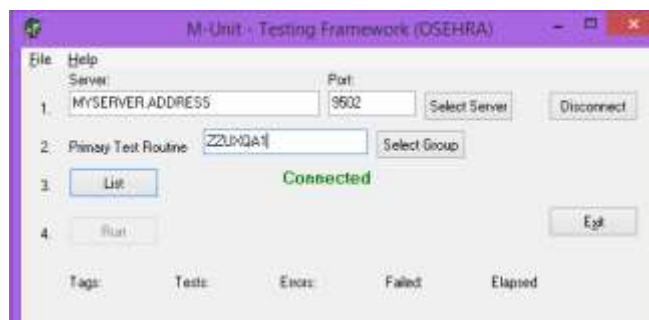 M-Unit - Testing Framework (OSEHRA)
File Help
Server: Port:
1. MYSERVER.ADDRESS 9502 Select Server Disconnect
2. Primary Test Routine ZZUXQA1 Select Group
3. List Connected
Exit
4. Run
Tags: Tests: Errors: Failed: Elapsed